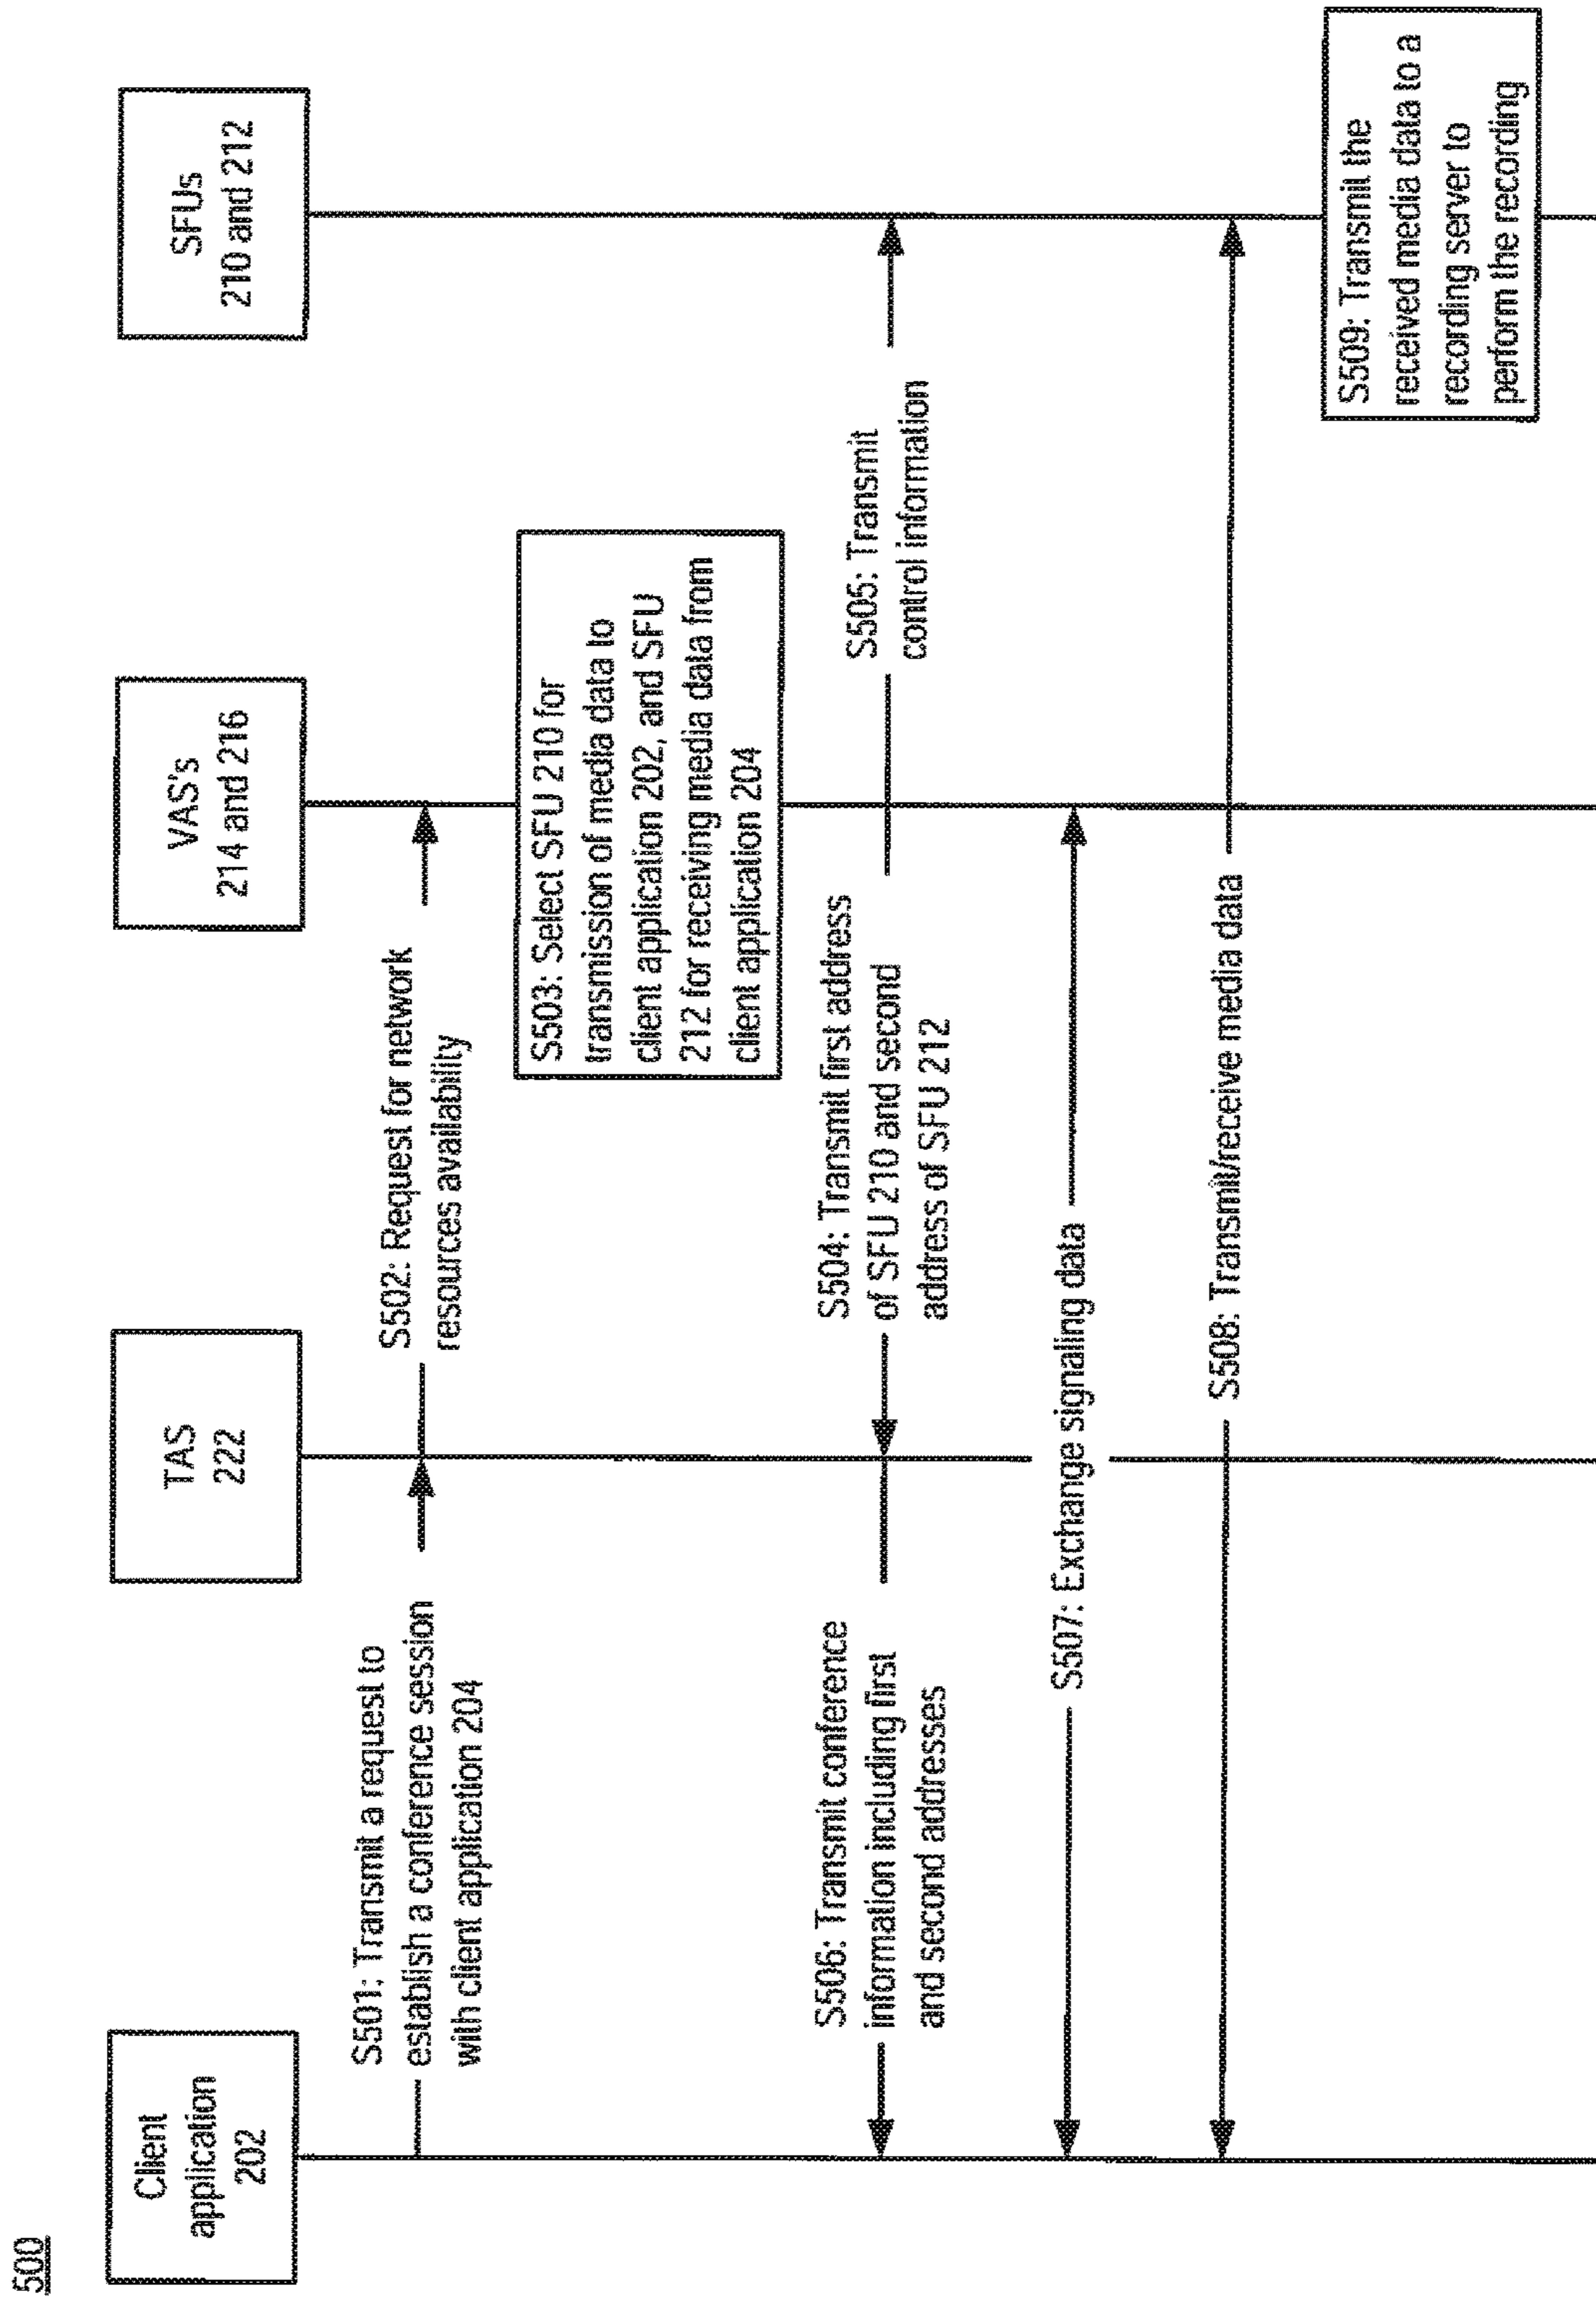 500
Client
application
202
TAS
222
VAS's
214 and 216
SFUs
210 and 212
S501: Transmit a request to
establish a conference session
with client application 204
S502: Request for network
resources availability
S503: Select SFU 210 for
transmission of media data to
client application 202, and SFU
212 for receiving media data from
client application 204
S506: Transmit conference
information including first
and second addresses
S504: Transmit first address
of SFU 210 and second
address of SFU 212
S505: Transmit
control information
S507: Exchange signaling data
S508: Transmit/receive media data
S509: Transmit the
received media data to a
recording server to
perform the recording